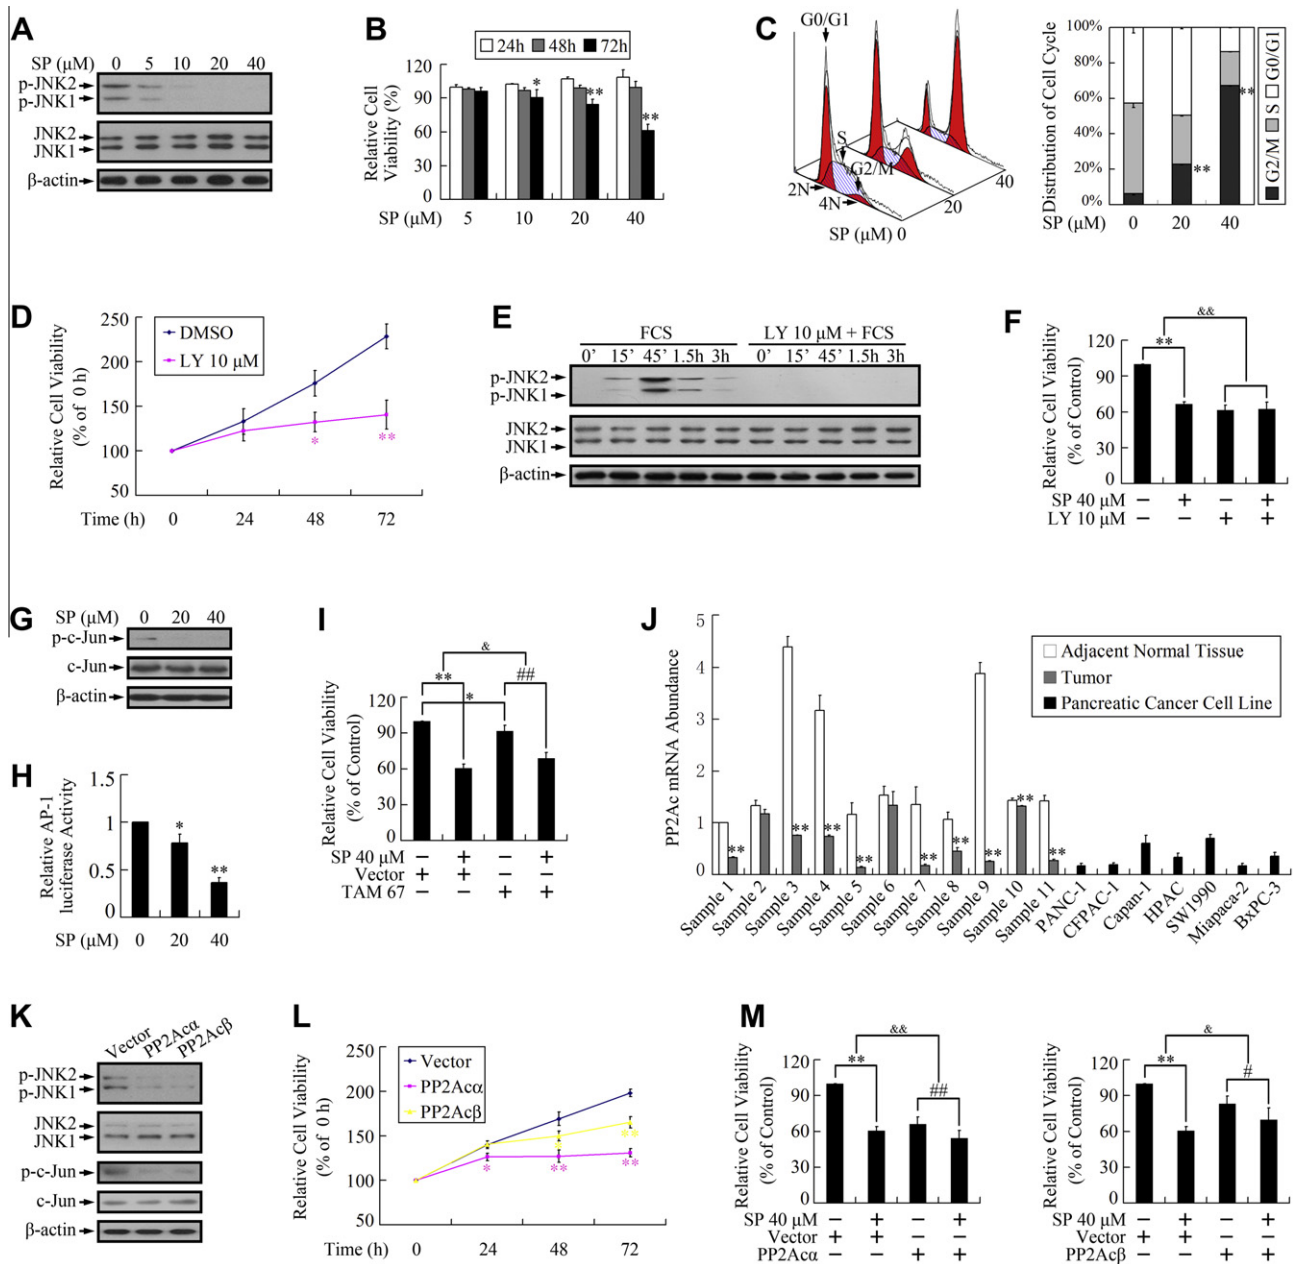 A
SP (μM) 0 5 10 20 40
p-JNK2
p-JNK1
JNK2
JNK1
β-actin
B
24h 48h 72h
Relative Cell
Viability (%)
120
90
60
30
0
*
**
**
SP (μM) 5 10 20 40
C
G0/G1
S
G2/M
2N
4N
SP (μM) 0
20
40
Distribution of Cell Cycle
100%
80%
60%
40%
20%
0%
**
**
SP (μM) 0 20 40
G2/M S G0/G1
D
Relative Cell Viability
(% of 0 h)
250
200
150
100
50
DMSO
LY 10 μM
*
**
Time (h) 0 24 48 72
E
FCS LY 10 μM + FCS
0’ 15’ 45’ 1.5h 3h 0’ 15’ 45’ 1.5h 3h
p-JNK2
p-JNK1
JNK2
JNK1
β-actin
F
Relative Cell Viability
(% of Control)
120
90
60
30
0
&&
**
SP 40 μM − + − +
LY 10 μM − − + +
G
SP (μM) 0 20 40
p-c-Jun
c-Jun
β-actin
H
Relative AP-1
luciferase Activity
1.5
1
0.5
0
*
**
SP (μM) 0 20 40
I
Relative Cell Viability
(% of Control)
120
90
60
30
0
&
**
##
*
SP 40 μM − + − +
Vector + + − −
TAM 67 − − + +
J
PP2Ac mRNA Abundance
5
4
3
2
1
0
Adjacent Normal Tissue
Tumor
Pancreatic Cancer Cell Line
** ** ** ** ** ** ** ** **
Sample 1
Sample 2
Sample 3
Sample 4
Sample 5
Sample 6
Sample 7
Sample 8
Sample 9
Sample 10
Sample 11
PANC-1
CFPAC-1
Capan-1
HPAC
SW1990
Miapaca-2
BxPC-3
K
Vector PP2Acα PP2Acβ
p-JNK2
p-JNK1
JNK2
JNK1
p-c-Jun
c-Jun
β-actin
L
Relative Cell Viability
(% of 0 h)
250
200
150
100
50
Vector
PP2Acα
PP2Acβ
*
**
**
*
**
Time (h) 0 24 48 72
M
Relative Cell Viability
(% of Control)
120
90
60
30
0
&&
**
##
SP 40 μM − + − +
Vector + + − −
PP2Acα − − + +
Relative Cell Viability
(% of Control)
120
90
60
30
0
&
**
#
SP 40 μM − + − +
Vector + + − −
PP2Acβ − − + +